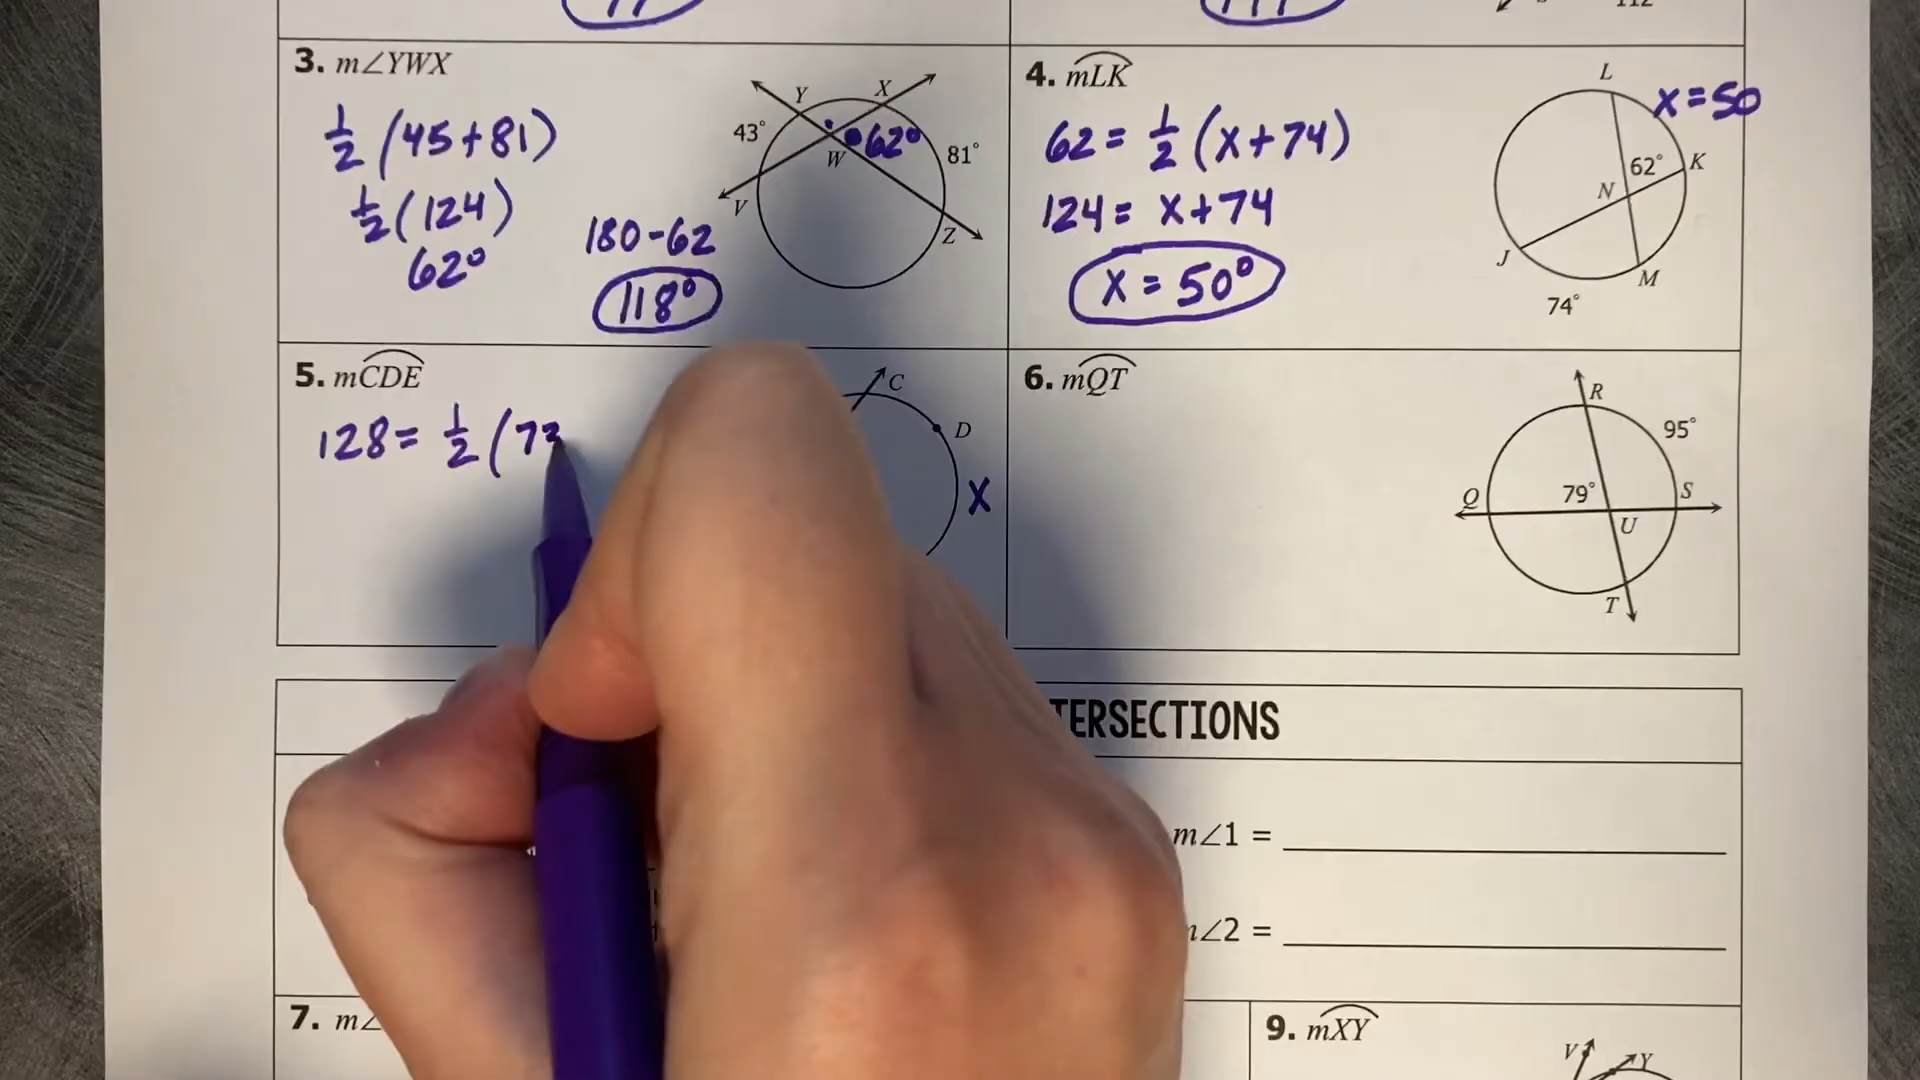 112
3. m∠YWX
½(45+81)
½(124)
62°
180-62
118°
Y
X
43°
62°
81°
W
V
Z
4. mLK
62 = ½(x+74)
124 = x+74
x = 50°
L
x=50
62°
K
N
J
M
74°
5. mCDE
128 = ½(73
C
D
X
6. mQT
R
95°
Q
79°
S
U
T
TERSECTIONS
m∠1 =
∠2 =
7. m∠
9. mXY
V
Y